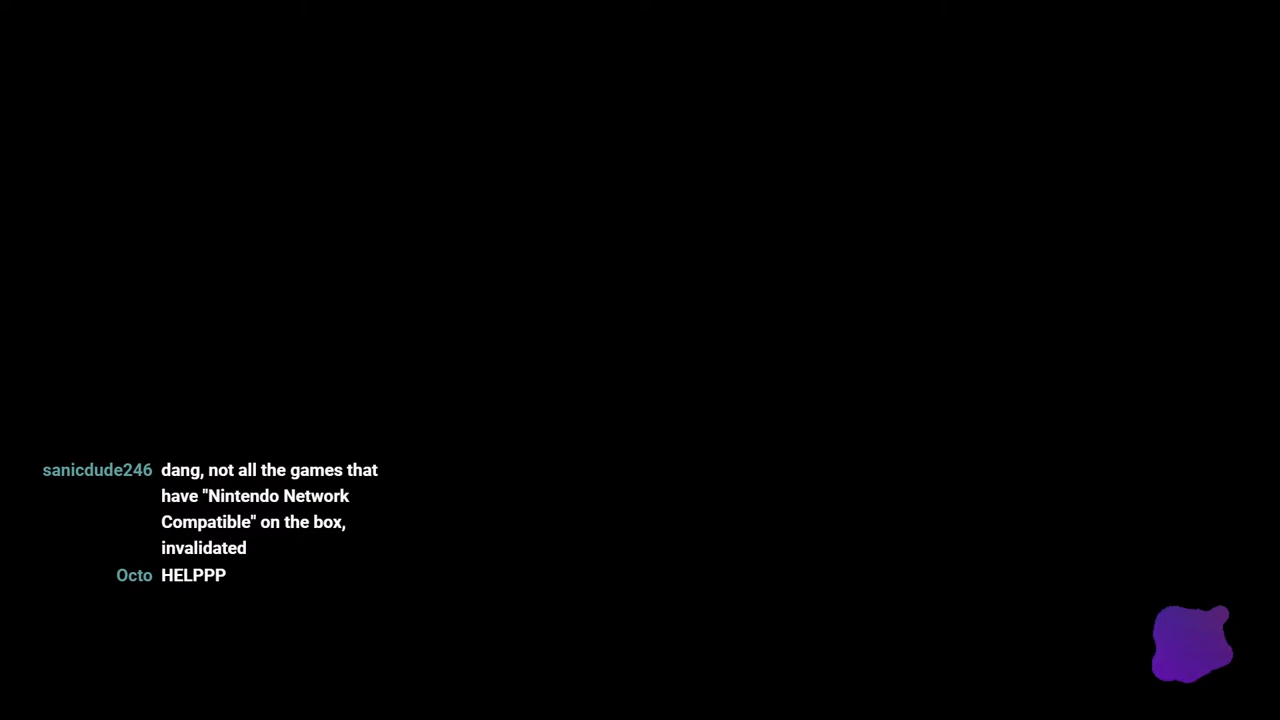 sanicdude246 dang, not all the games that
have "Nintendo Network
Compatible" on the box,
invalidated
Octo HELPPP